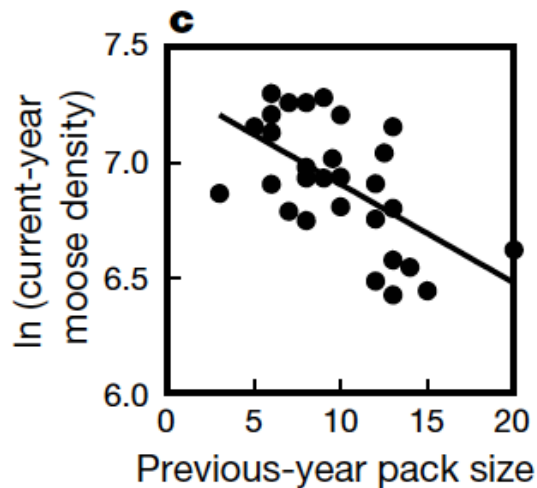 c
7.5
7.0
6.5
6.0
ln (current-year
moose density)
0 5 10 15 20
Previous-year pack size